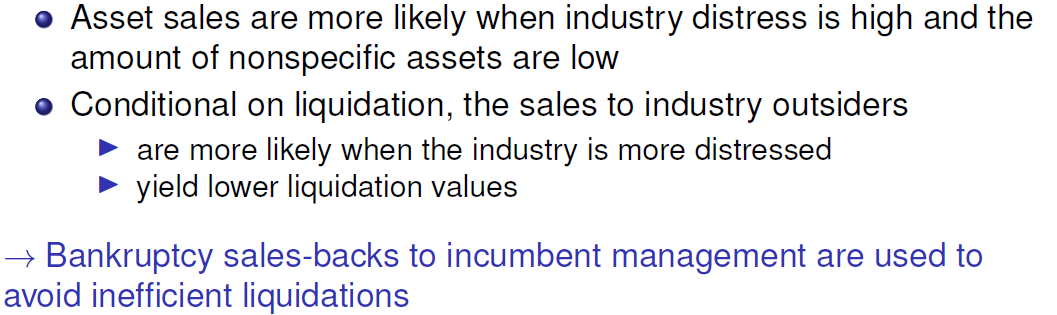 Asset sales are more likely when industry distress is high and the
amount of nonspecific assets are low
Conditional on liquidation, the sales to industry outsiders
are more likely when the industry is more distressed
yield lower liquidation values
→ Bankruptcy sales-backs to incumbent management are used to
avoid inefficient liquidations